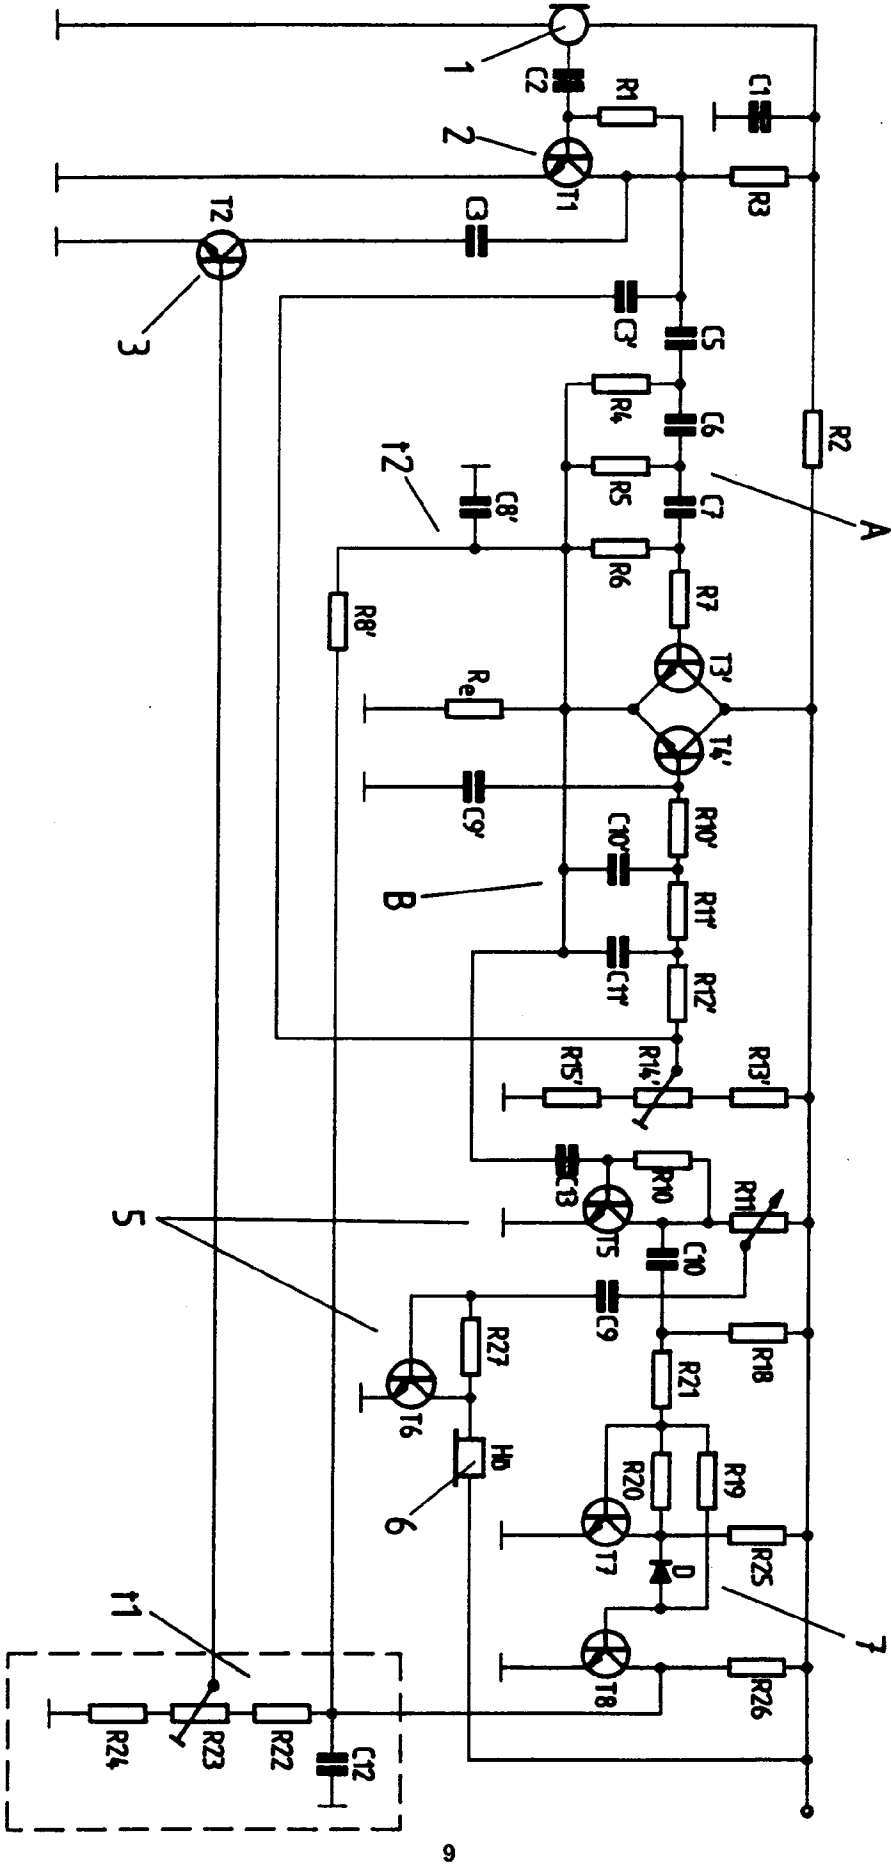 1
C2
R1
C1
2
T1
R3
T2
C3
3
C3'
C5
R4
C6
R2
t2
C8'
R5
C7
A
R6
R8'
R7
Re
T3'
T4'
C9'
C10'
R10'
B
R11'
C11'
R12'
R15'
R14'
R13'
C13
R10
R11
5
T5
C10
C9
R27
R18
R21
T6
Hö
6
R20
R19
T7
D
R25
7
t1
T8
R26
R24
R23
R22
C12
6